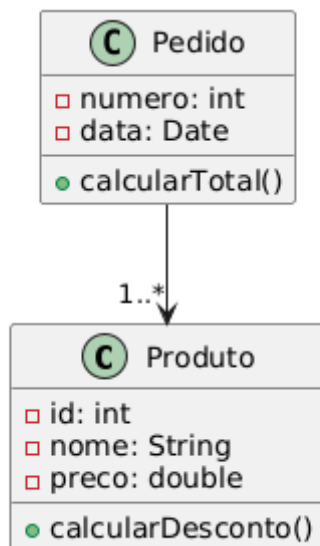 C Pedido
numero: int
data: Date
calcularTotal()
1..*
C Produto
id: int
nome: String
preco: double
calcularDesconto()